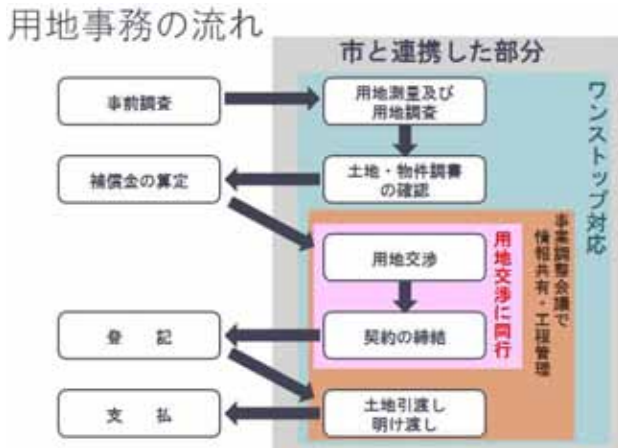 用地事務の流れ
市と連携した部分
事前調査
用地測量及び
用地調査
ワンストップ対応
補償金の算定
土地・物件調書
の確認
用地交渉
用地交渉に同行
事業調整会議で
情報共有・工程管理
登　記
契約の締結
支　払
土地引渡し
明け渡し